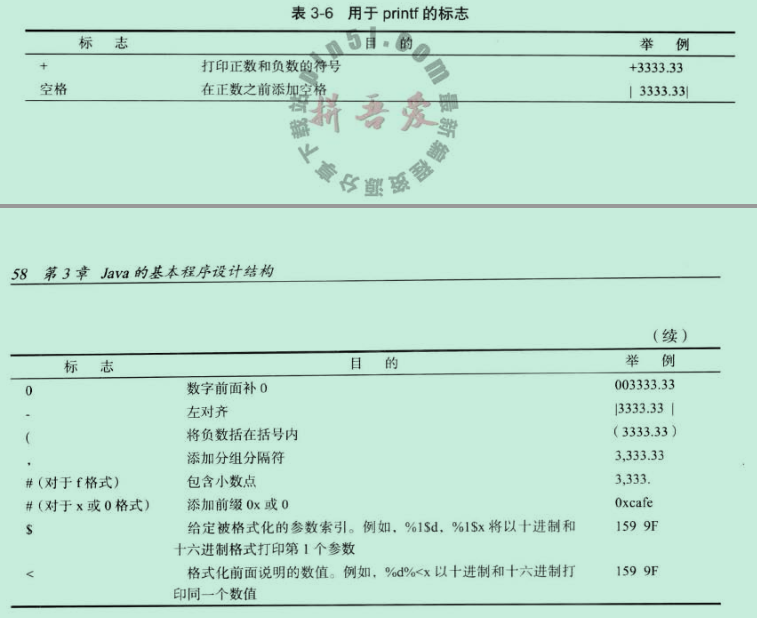 表 3-6 用于 printf 的标志
标 志 目 的 举 例
+ 打印正数和负数的符号 +3333.33
空格 在正数之前添加空格 | 3333.33|
pin5i.com
拼吾爱
最新编程资源分享下载站
58 第 3 章 Java 的基本程序设计结构
（续）
标 志 目 的 举 例
0 数字前面补 0 003333.33
- 左对齐 |3333.33 |
( 将负数括在括号内 ( 3333.33 )
, 添加分组分隔符 3,333.33
# (对于 f 格式) 包含小数点 3,333.
# (对于 x 或 0 格式) 添加前缀 0x 或 0 0xcafe
$ 给定被格式化的参数索引。例如，%1$d，%1$x 将以十进制和 159 9F
十六进制格式打印第 1 个参数
< 格式化前面说明的数值。例如，%d%<x 以十进制和十六进制打 159 9F
印同一个数值